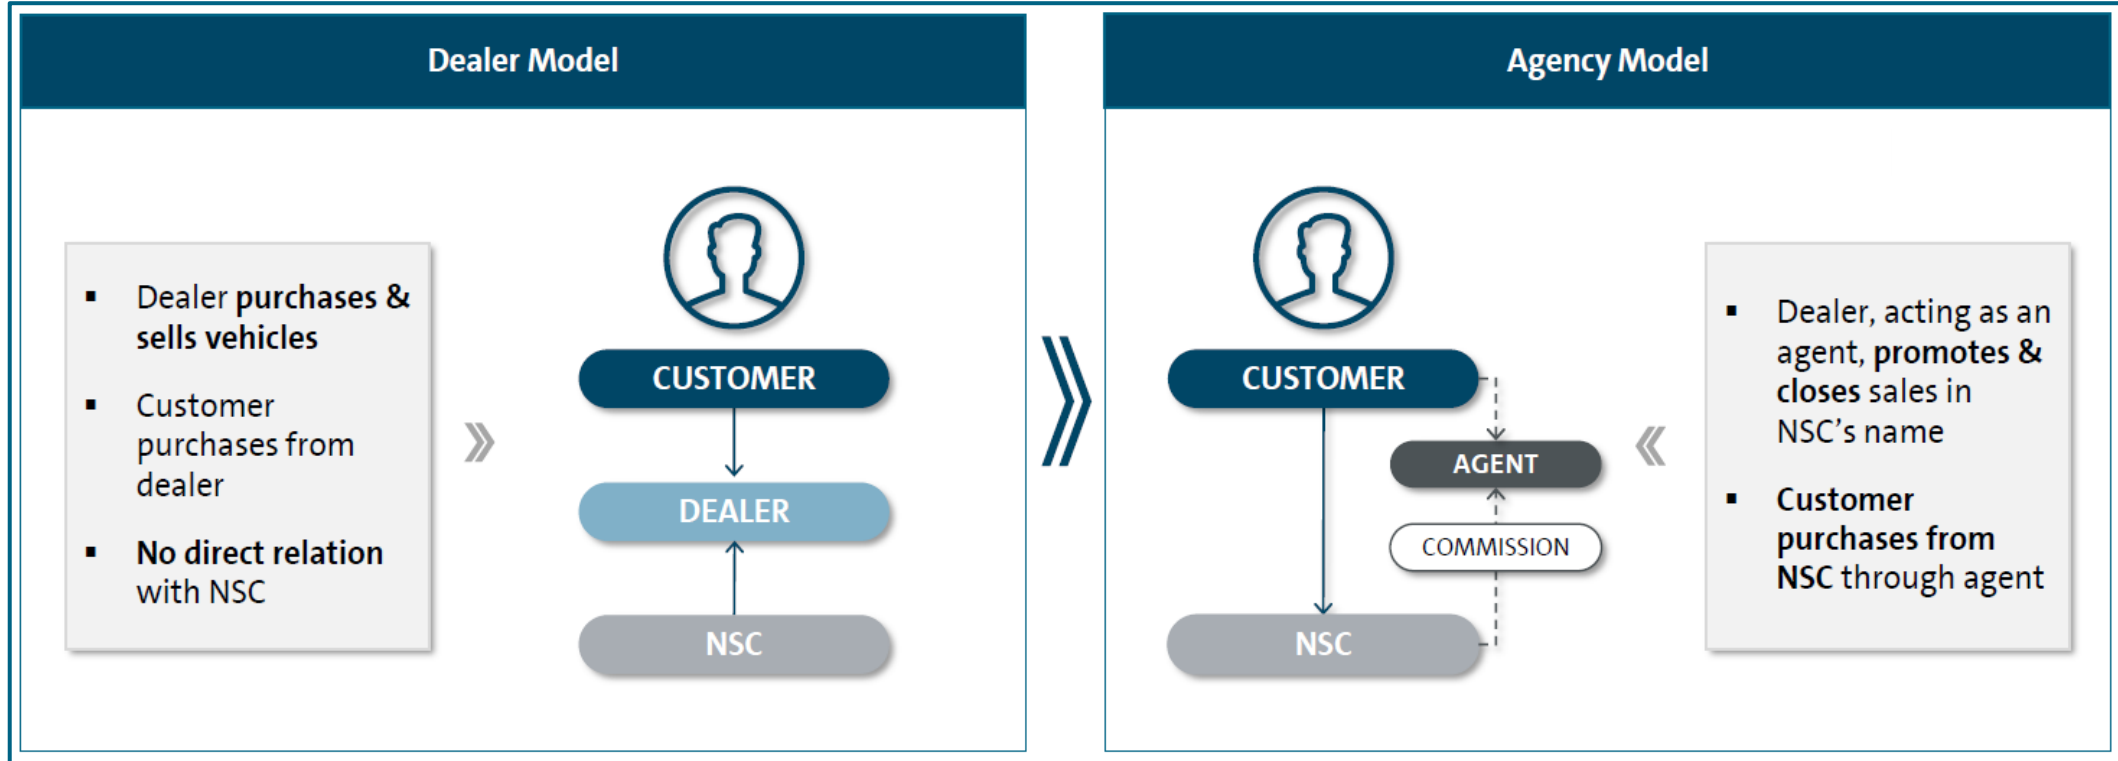 Dealer Model
▪ Dealer purchases &
sells vehicles
▪ Customer
purchases from
dealer
▪ No direct relation
with NSC
CUSTOMER
DEALER
NSC
Agency Model
CUSTOMER
AGENT
COMMISSION
NSC
▪ Dealer, acting as an
agent, promotes &
closes sales in
NSC's name
▪ Customer
purchases from
NSC through agent